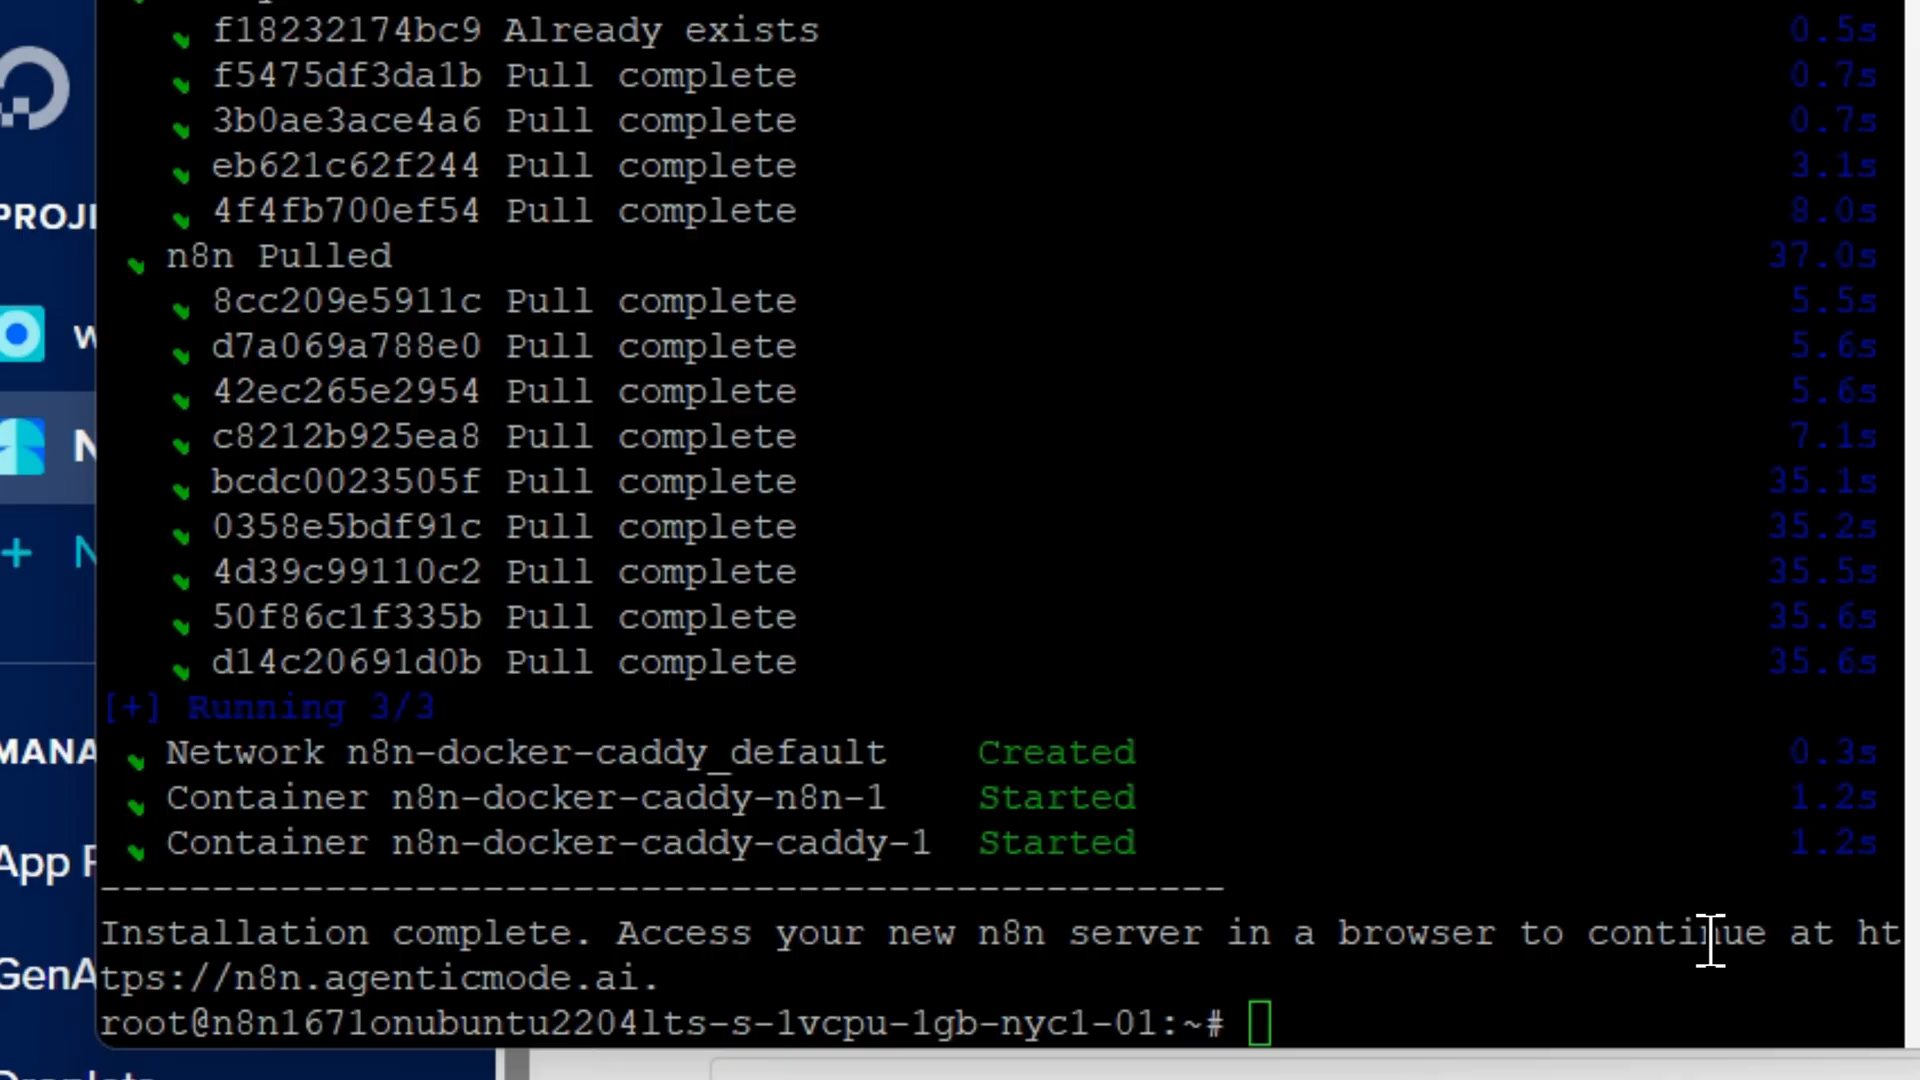 f18232174bc9 Already exists 0.5s
f5475df3da1b Pull complete 0.7s
3b0ae3ace4a6 Pull complete 0.7s
eb621c62f244 Pull complete 3.1s
4f4fb700ef54 Pull complete 8.0s
n8n Pulled 37.0s
8cc209e5911c Pull complete 5.5s
d7a069a788e0 Pull complete 5.6s
42ec265e2954 Pull complete 5.6s
c8212b925ea8 Pull complete 7.1s
bcdc0023505f Pull complete 35.1s
0358e5bdf91c Pull complete 35.2s
4d39c99110c2 Pull complete 35.5s
50f86c1f335b Pull complete 35.6s
d14c20691d0b Pull complete 35.6s
[+] Running 3/3
Network n8n-docker-caddy_default Created 0.3s
Container n8n-docker-caddy-n8n-1 Started 1.2s
Container n8n-docker-caddy-caddy-1 Started 1.2s
--------------------------------------------------
Installation complete. Access your new n8n server in a browser to continue at ht
tps://n8n.agenticmode.ai.
root@n8n1671onubuntu2204lts-s-1vcpu-1gb-nyc1-01:~#
PROJ
W
N
+ N
MANA
App P
GenA